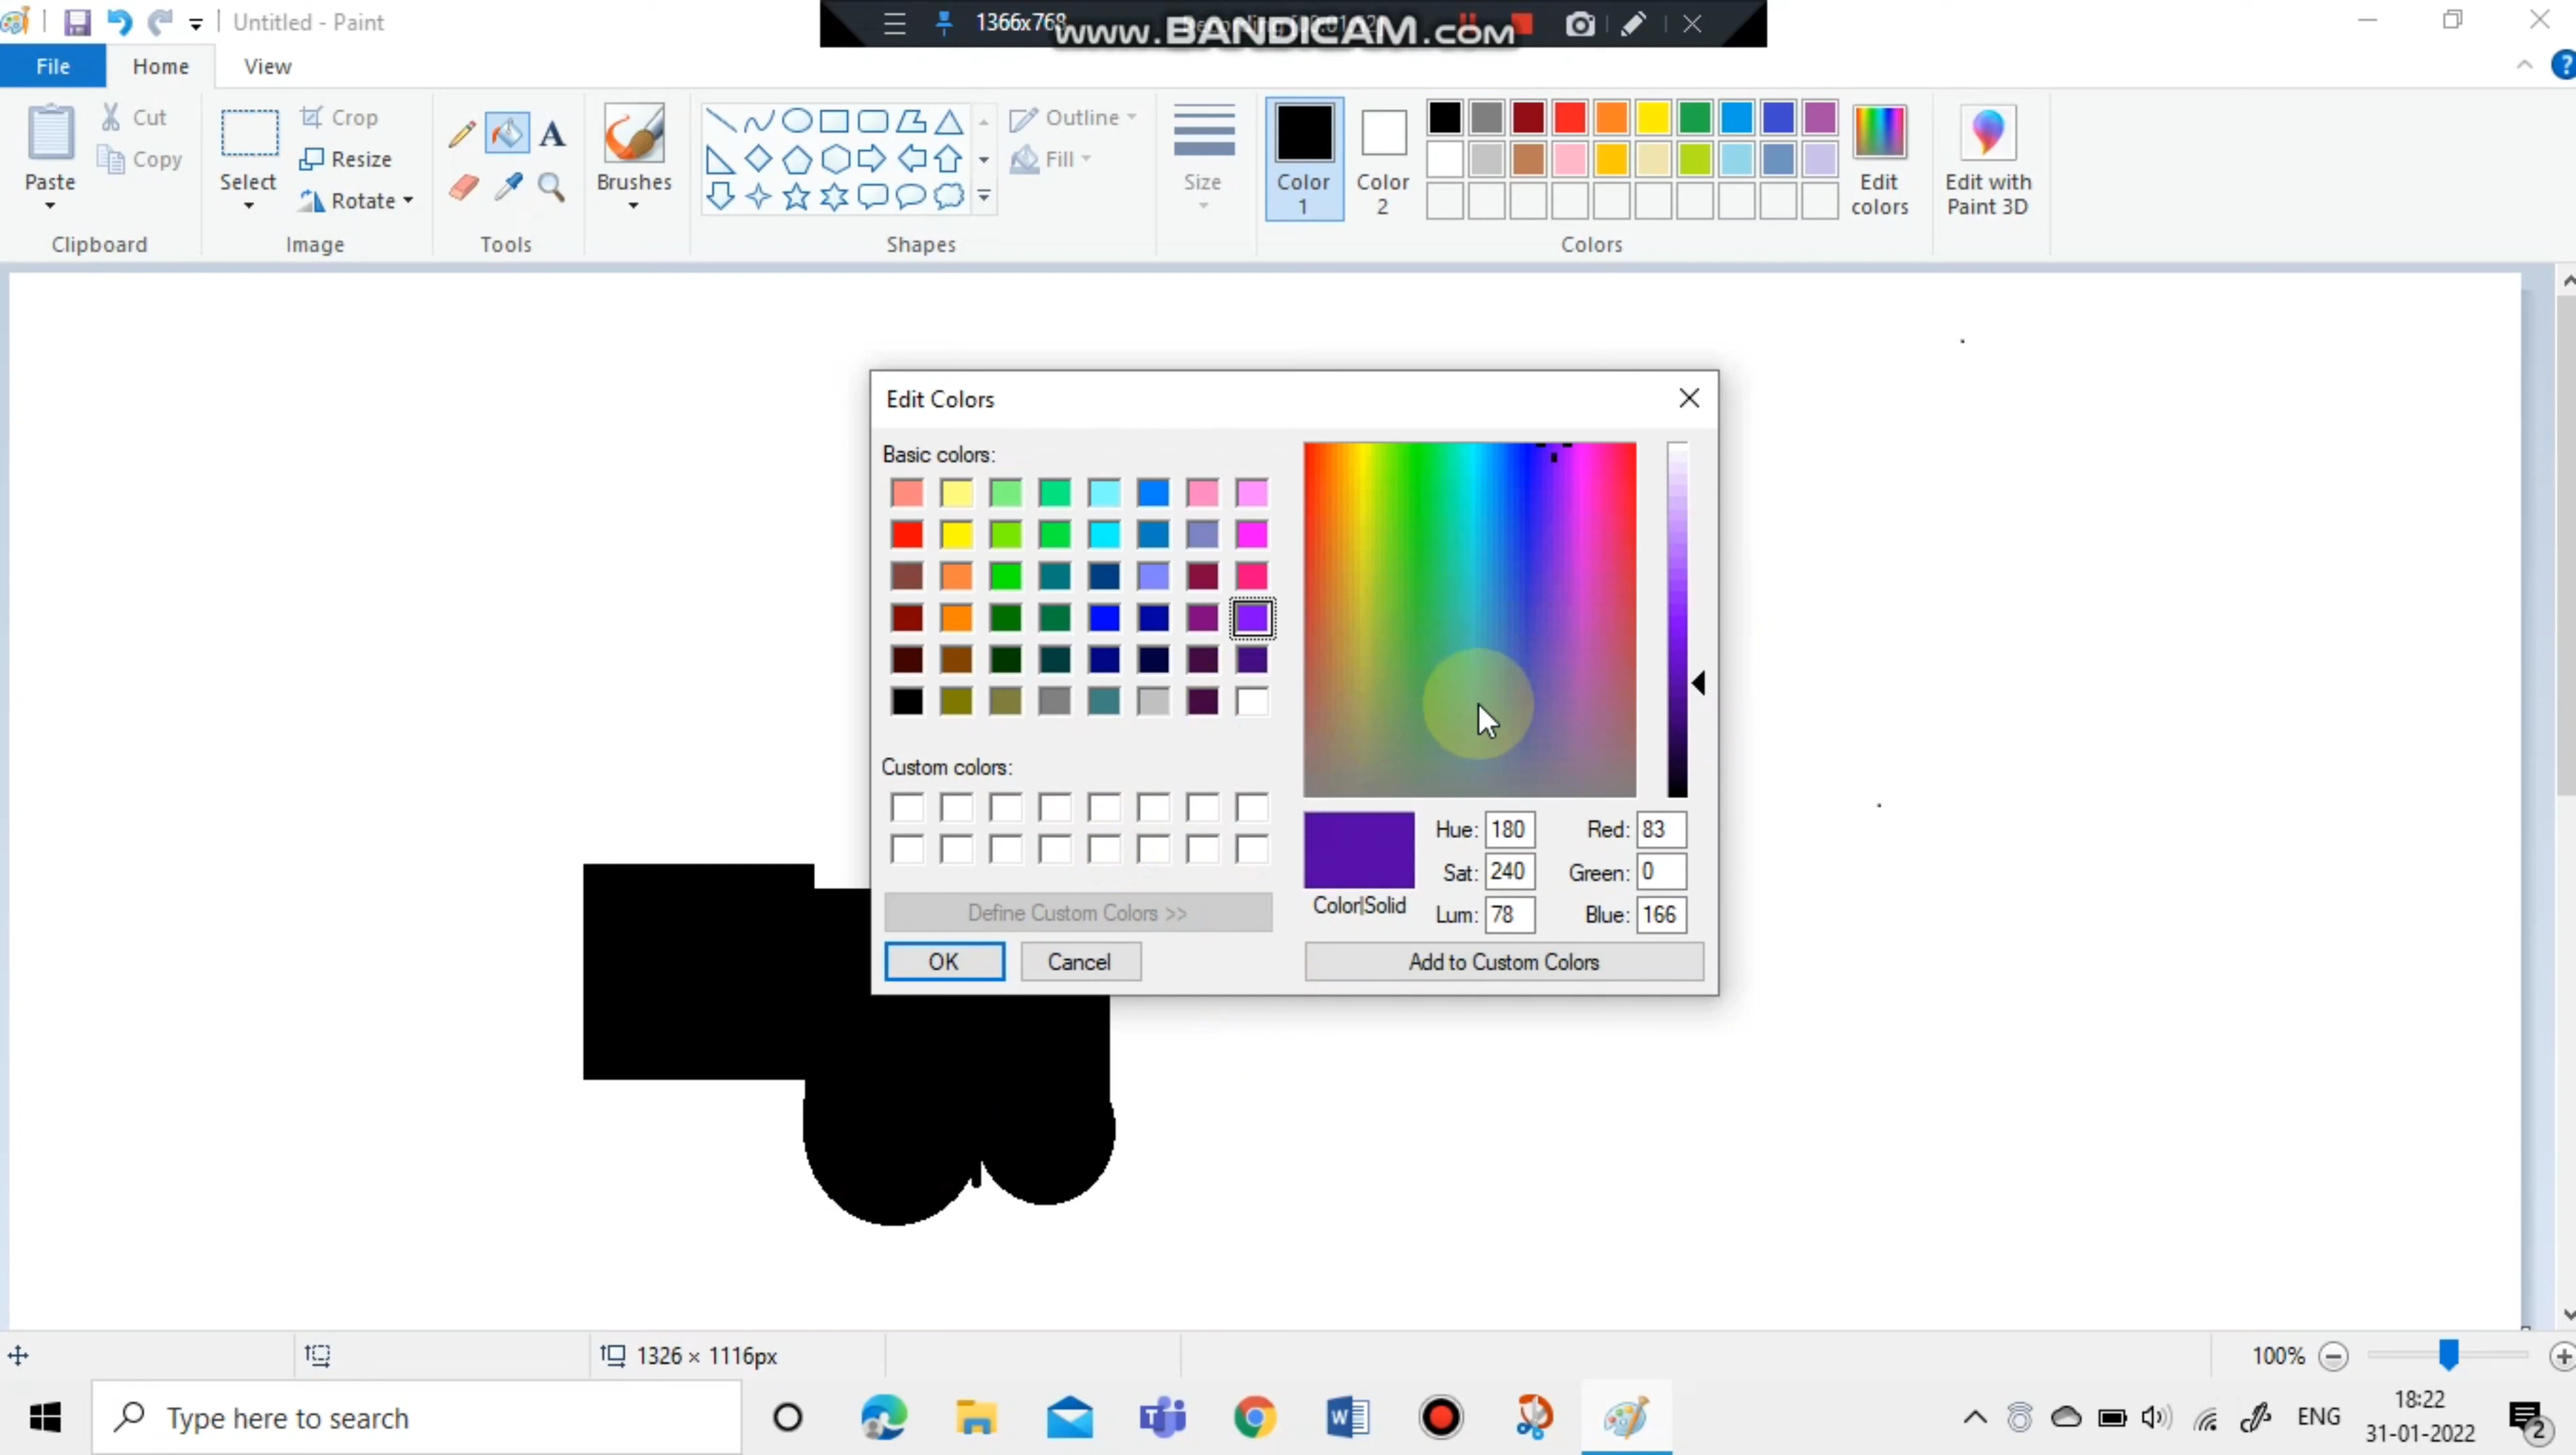 Untitled - Paint
1366x768
www.BANDICAM.com
File
Home
View
Paste
Cut
Copy
Clipboard
Select
Crop
Resize
Rotate
Image
A
Tools
Brushes
Outline
Fill
Shapes
Size
Color 1
Color 2
Edit colors
Colors
Edit with Paint 3D
Edit Colors
Basic colors:
Custom colors:
Define Custom Colors >>
OK
Cancel
Color|Solid
Hue: 180
Sat: 240
Lum: 78
Red: 83
Green: 0
Blue: 166
Add to Custom Colors
1326 × 1116px
100%
Type here to search
ENG
18:22
31-01-2022
2